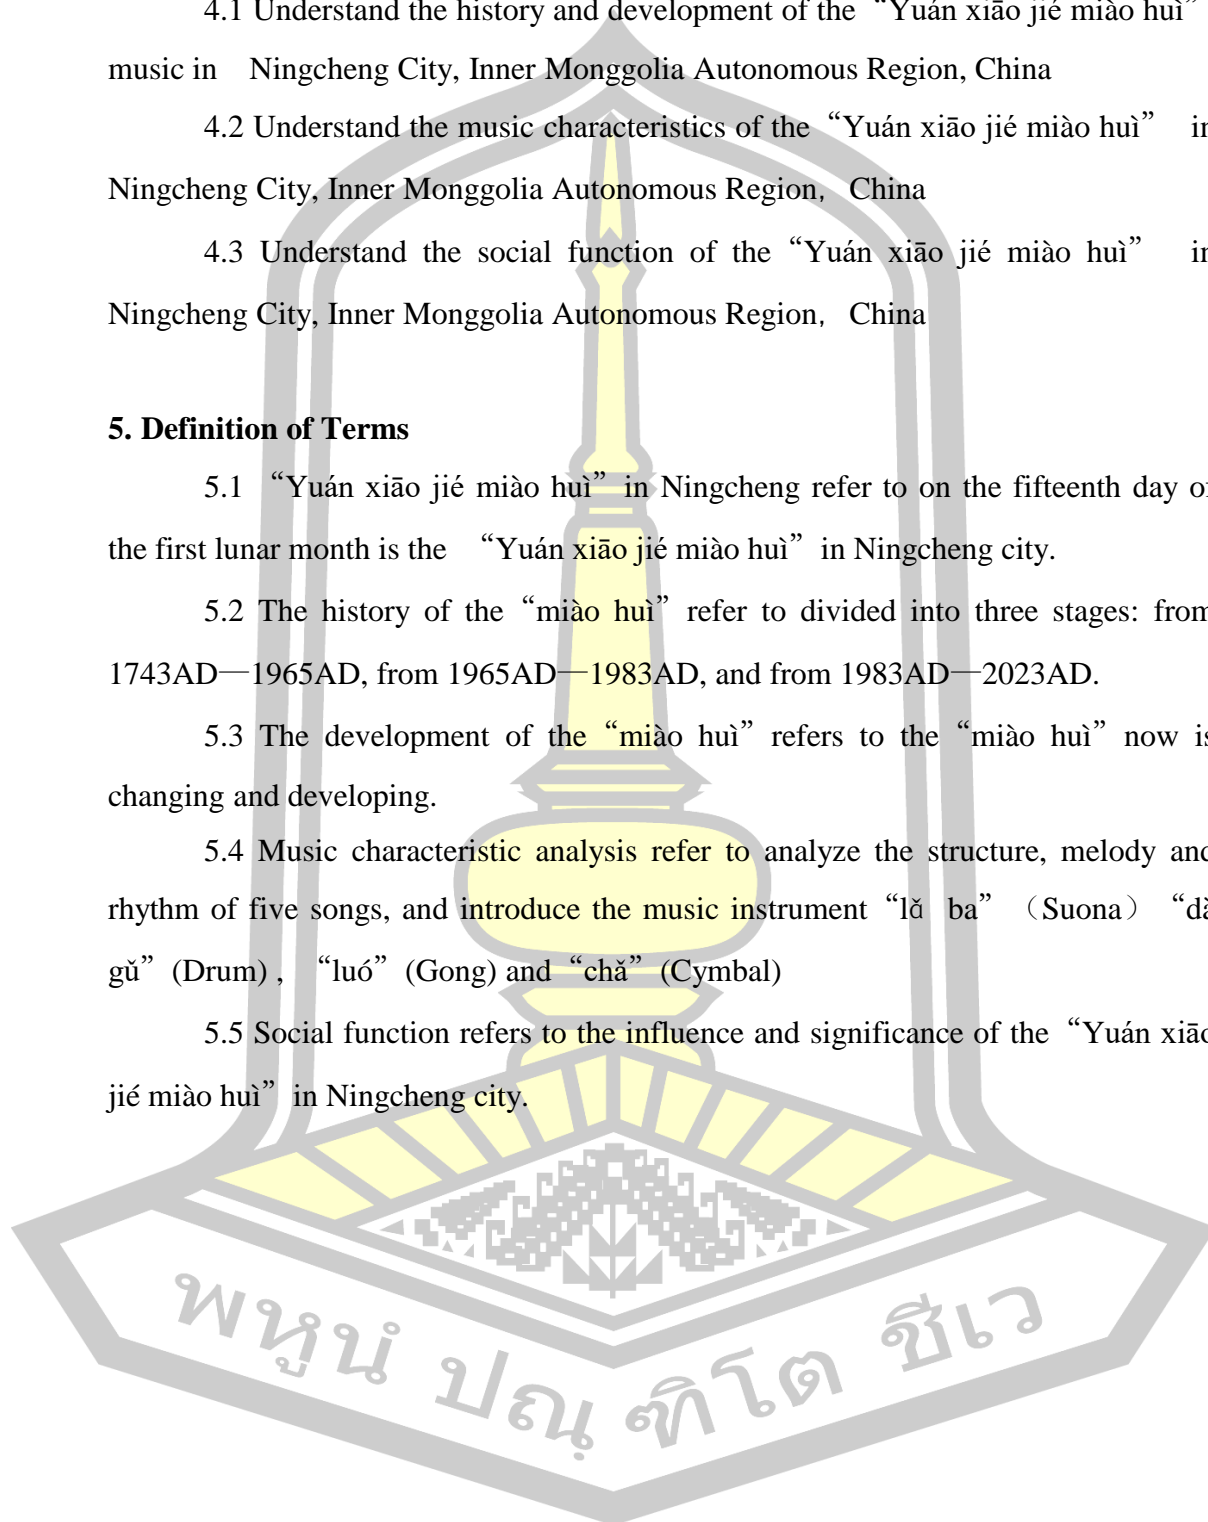 4.1 Understand the history and development of the “Yuán xiāo jié miào huì”
music in Ningcheng City, Inner Monggolia Autonomous Region, China
4.2 Understand the music characteristics of the “Yuán xiāo jié miào huì” in
Ningcheng City, Inner Monggolia Autonomous Region, China
4.3 Understand the social function of the “Yuán xiāo jié miào huì” in
Ningcheng City, Inner Monggolia Autonomous Region, China
5. Definition of Terms
5.1 “Yuán xiāo jié miào huì” in Ningcheng refer to on the fifteenth day of
the first lunar month is the “Yuán xiāo jié miào huì” in Ningcheng city.
5.2 The history of the “miào huì” refer to divided into three stages: from
1743AD—1965AD, from 1965AD—1983AD, and from 1983AD—2023AD.
5.3 The development of the “miào huì” refers to the “miào huì” now is
changing and developing.
5.4 Music characteristic analysis refer to analyze the structure, melody and
rhythm of five songs, and introduce the music instrument “lǎ ba” （Suona） “dà
gǔ” (Drum) , “luó” (Gong) and “chǎ” (Cymbal)
5.5 Social function refers to the influence and significance of the “Yuán xiāo
jié miào huì” in Ningcheng city.
พหูนํ ปณฺฑิโต ชีเว